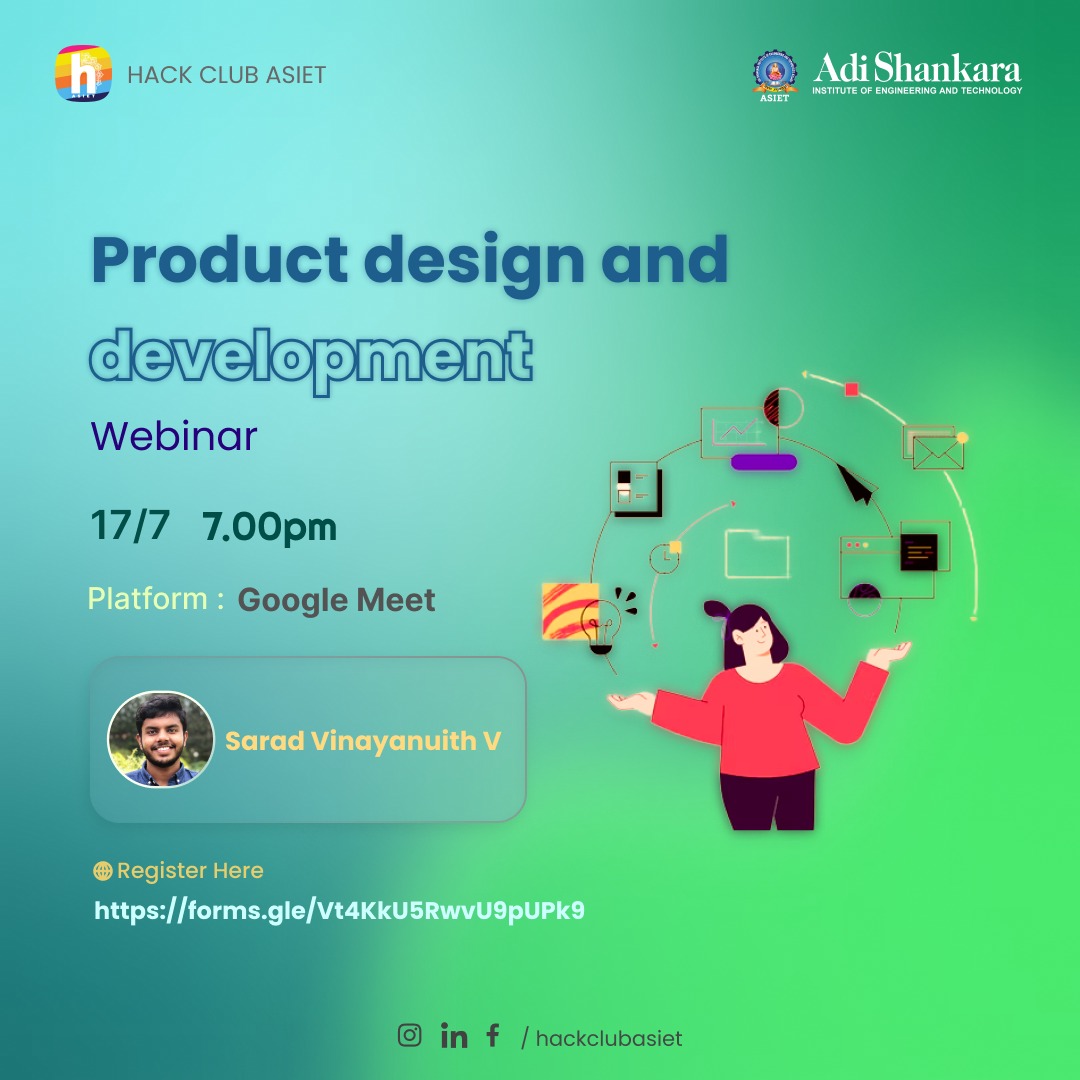 HACK CLUB ASIET
Adi Shankara
INSTITUTE OF ENGINEERING AND TECHNOLOGY
ASIET
Product design and
development
Webinar
17/7 7.00pm
Platform : Google Meet
Sarad Vinayanuith V
Register Here
https://forms.gle/Vt4KkU5RwvU9pUPk9
/ hackclubasiet